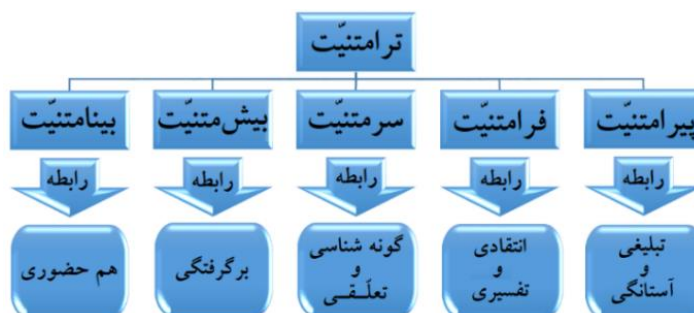 ترامتنیّت
پیرامتنیّت
فرامتنیّت
سرمتنیّت
بیش‌متنیّت
بینامتنیّت
رابطه
رابطه
رابطه
رابطه
رابطه
تبلیغی
و
آستانگی
انتقادی
و
تفسیری
گونه شناسی
و
تعلّـقـی
برگرفتگی
هم حضوری